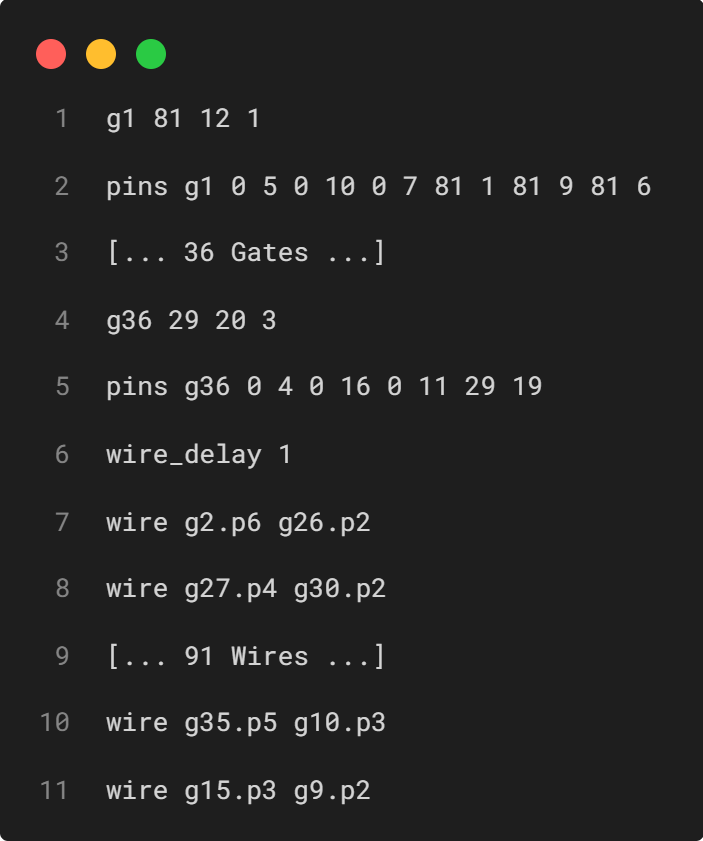 1 g1 81 12 1
2 pins g1 0 5 0 10 0 7 81 1 81 9 81 6
3 [... 36 Gates ...]
4 g36 29 20 3
5 pins g36 0 4 0 16 0 11 29 19
6 wire_delay 1
7 wire g2.p6 g26.p2
8 wire g27.p4 g30.p2
9 [... 91 Wires ...]
10 wire g35.p5 g10.p3
11 wire g15.p3 g9.p2